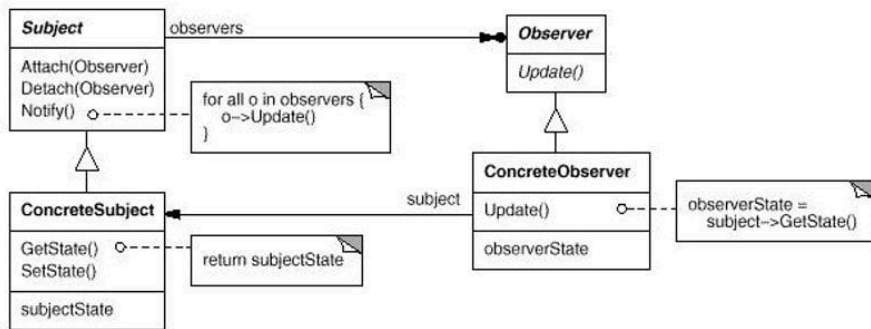 Subject
Attach(Observer)
Detach(Observer)
Notify()
observers
for all o in observers {
o–>Update()
}
Observer
Update()
ConcreteSubject
GetState()
SetState()
subjectState
return subjectState
subject
ConcreteObserver
Update()
observerState
observerState =
subject–>GetState()